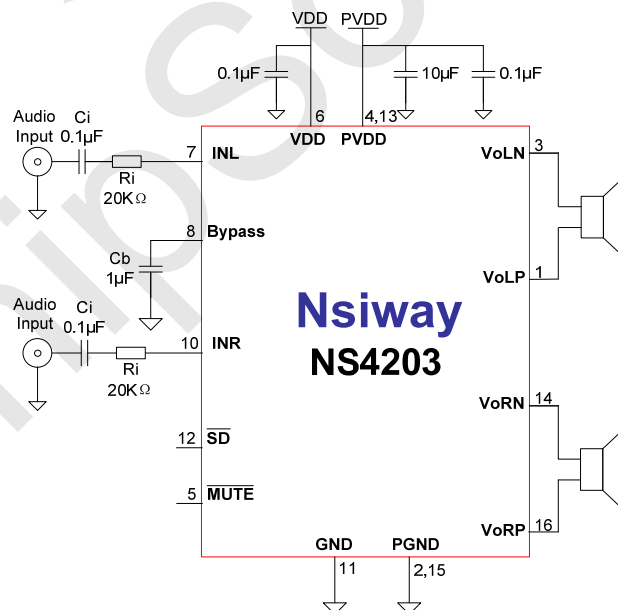 VDD PVDD
0.1µF 10µF 0.1µF
6 4,13
VDD PVDD
Audio
Input
Ci
0.1µF
7 INL
Ri
20KΩ
VoLN 3
8 Bypass
Cb
1µF
VoLP 1
Audio
Input
Ci
0.1µF
10 INR
Ri
20KΩ
Nsiway
NS4203
VoRN 14
12 SD
5 MUTE
VoRP 16
GND PGND
11 2,15